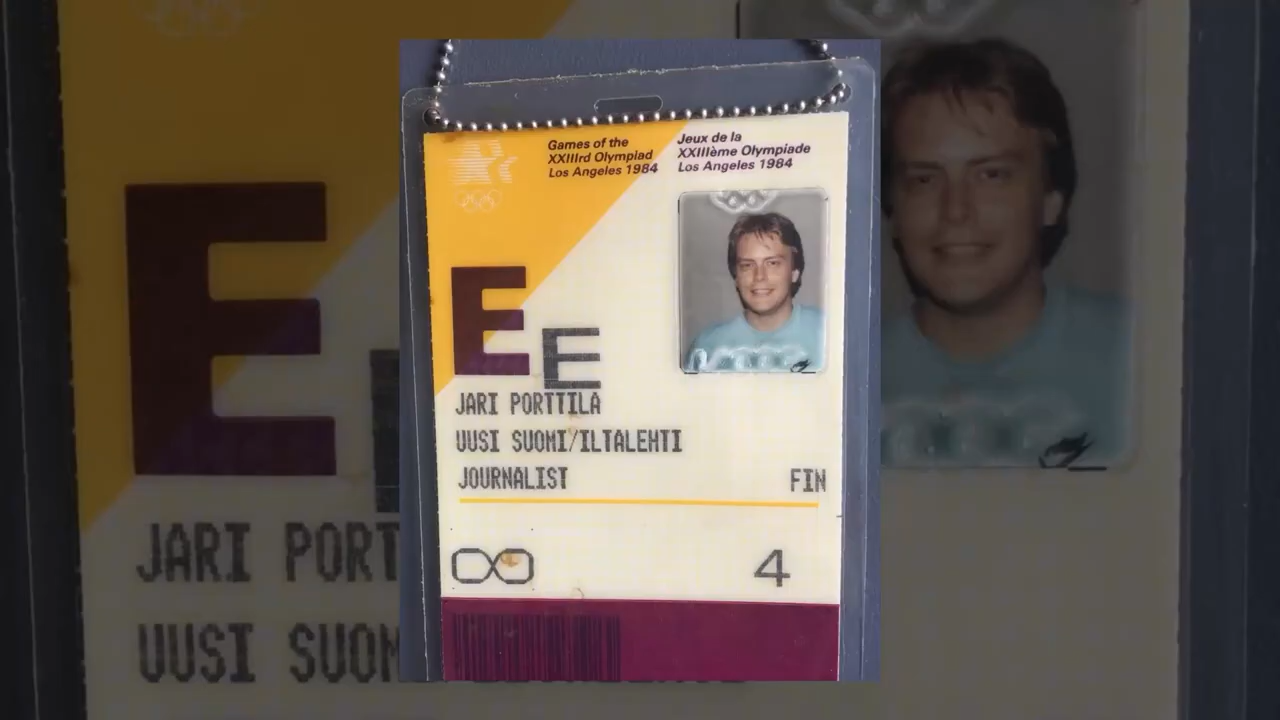 Games of the
XXIIIrd Olympiad
Los Angeles 1984
Jeux de la
XXIIIème Olympiade
Los Angeles 1984
E
E
JARI PORTTILA
UUSI SUOMI/ILTALEHTI
JOURNALIST FIN
∞ 4
JARI PORT
UUSI SUOM